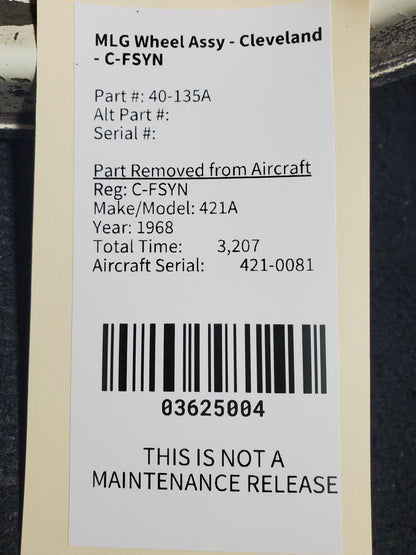 MLG Wheel Assy - Cleveland
- C-FSYN
Part #: 40-135A
Alt Part #:
Serial #:
Part Removed from Aircraft
Reg: C-FSYN
Make/Model: 421A
Year: 1968
Total Time: 3,207
Aircraft Serial: 421-0081
03625004
THIS IS NOT A
MAINTENANCE RELEASE